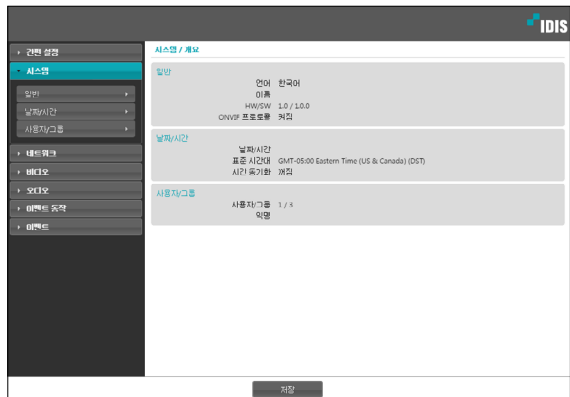 IDIS
간편 설정
시스템
일반
날짜/시간
사용자/그룹
네트워크
비디오
오디오
이벤트 동작
이벤트
시스템 / 개요
일반
언어 한국어
이름
HW/SW 1.0 / 1.0.0
ONVIF 프로토콜 켜짐
날짜/시간
날짜/시간
표준 시간대 GMT-05:00 Eastern Time (US & Canada) (DST)
시간 동기화 꺼짐
사용자/그룹
사용자/그룹 1 / 3
익명
저장